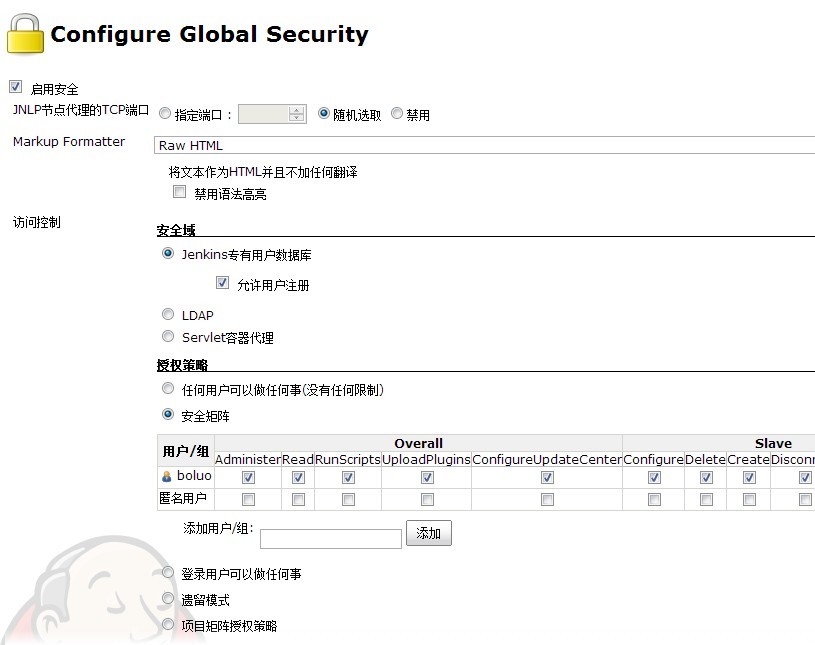 Configure Global Security
启用安全
JNLP节点代理的TCP端口 指定端口： 随机选取 禁用
Markup Formatter Raw HTML
将文本作为HTML并且不加任何翻译
禁用语法高亮
访问控制
安全域
Jenkins专有用户数据库
允许用户注册
LDAP
Servlet容器代理
授权策略
任何用户可以做任何事(没有任何限制)
安全矩阵
用户/组 Overall Slave
Administer Read RunScripts UploadPlugins ConfigureUpdateCenter Configure Delete Create Disconn
boluo
匿名用户
添加用户/组: 添加
登录用户可以做任何事
遗留模式
项目矩阵授权策略